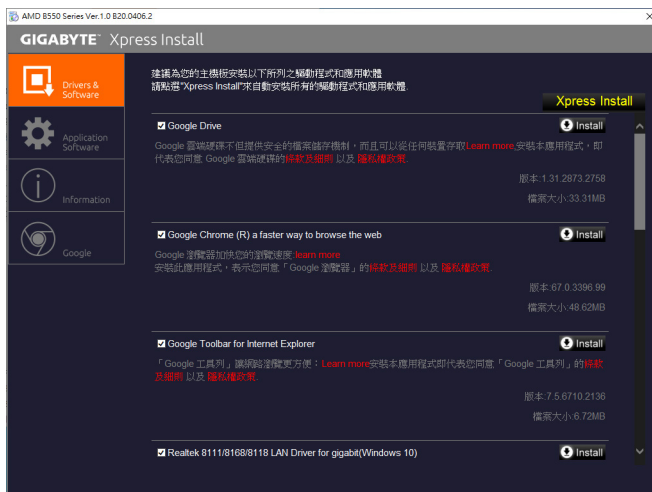 AMD B550 Series Ver.1.0 B20.0406.2
GIGABYTE™ Xpress Install
Drivers & Software
Application Software
Information
Google
建議為您的主機板安裝以下所列之驅動程式和應用軟體
請點選"Xpress Install"來自動安裝所有的驅動程式和應用軟體.
Xpress Install
Google Drive
Install
Google 雲端硬碟不但提供安全的檔案儲存機制，而且可以從任何裝置存取Learn more,安裝本應用程式，即
代表您同意 Google 雲端硬碟的條款及細則 以及 隱私權政策.
版本:1.31.2873.2758
檔案大小:33.31MB
Google Chrome (R) a faster way to browse the web
Install
Google 瀏覽器加快您的瀏覽速度:learn more
安裝此應用程式，表示您同意「Google 瀏覽器」的條款及細則 以及 隱私權政策.
版本:67.0.3396.99
檔案大小:48.62MB
Google Toolbar for Internet Explorer
Install
「Google 工具列」讓網路瀏覽更方便：Learn more安裝本應用程式即代表您同意「Google 工具列」的條款
及細則 以及 隱私權政策.
版本:7.5.6710.2136
檔案大小:6.72MB
Realtek 8111/8168/8118 LAN Driver for gigabit(Windows 10)
Install